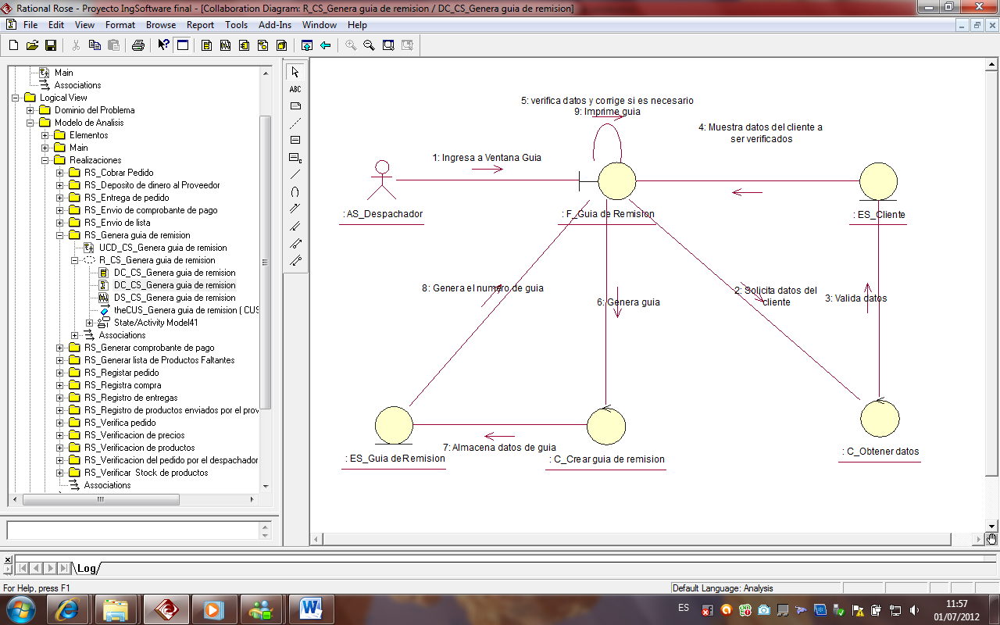 Rational Rose - Proyecto IngSoftware final - [Collaboration Diagram: R_CS_Genera guia de remision / DC_CS_Genera guia de remision]
File Edit View Format Browse Report Tools Add-Ins Window Help
Main
Associations
Logical View
Dominio del Problema
Modelo de Analisis
Elementos
Main
Realizaciones
RS_Cobrar Pedido
RS_Deposito de dinero al Proveedor
RS_Entrega de pedido
RS_Envio de comprobante de pago
RS_Envio de lista
RS_Genera guia de remision
UCD_CS_Genera guia de remision
R_CS_Genera guia de remision
DC_CS_Genera guia de remision
DC_CS_Genera guia de remision
DS_CS_Genera guia de remision
theCUS_Genera guia de remision ( CUS
State/Activity Model41
Associations
RS_Generar comprobante de pago
RS_Generar lista de Productos Faltantes
RS_Registar pedido
RS_Registra compra
RS_Registro de entregas
RS_Registro de productos enviados por el prov
RS_Verifica pedido
RS_Verificacion de precios
RS_Verificacion de productos
RS_Verificacion del pedido por el despachador
RS_Verificar Stock de productos
Associations
ABC
5: verifica datos y corrige si es necesario
9: Imprime guia
4: Muestra datos del cliente a
ser verificados
1: Ingresa a Ventana Guia
: AS_Despachador
: F_Guia de Remision
: ES_Cliente
8: Genera el numero de guia
6: Genera guia
2: Solicita datos del
cliente
3: Valida datos
7: Almacena datos de guia
: ES_Guia de Remision
: C_Crear guia de remision
: C_Obtener datos
Log
For Help, press F1
Default Language: Analysis
ES
11:57
01/07/2012